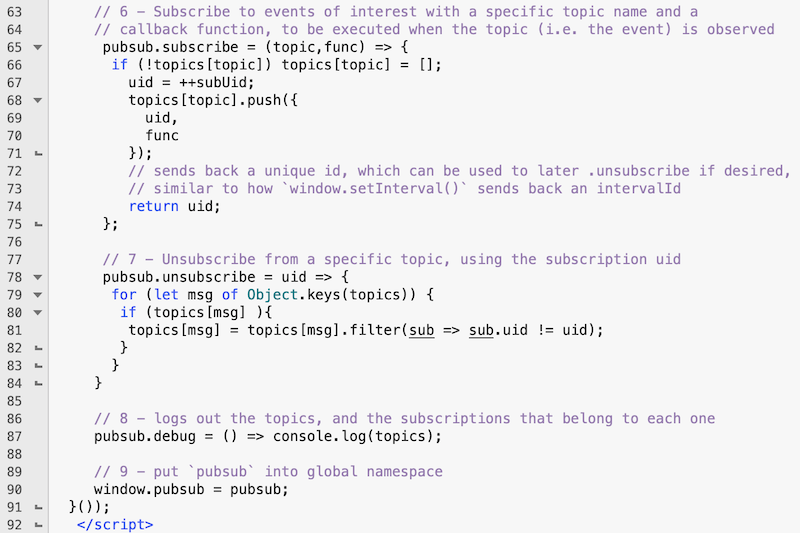 63 // 6 – Subscribe to events of interest with a specific topic name and a
64 // callback function, to be executed when the topic (i.e. the event) is observed
65 pubsub.subscribe = (topic,func) => {
66 if (!topics[topic]) topics[topic] = [];
67 uid = ++subUid;
68 topics[topic].push({
69 uid,
70 func
71 });
72 // sends back a unique id, which can be used to later .unsubscribe if desired,
73 // similar to how `window.setInterval()` sends back an intervalId
74 return uid;
75 };
76
77 // 7 – Unsubscribe from a specific topic, using the subscription uid
78 pubsub.unsubscribe = uid => {
79 for (let msg of Object.keys(topics)) {
80 if (topics[msg] ){
81 topics[msg] = topics[msg].filter(sub => sub.uid != uid);
82 }
83 }
84 }
85
86 // 8 – logs out the topics, and the subscriptions that belong to each one
87 pubsub.debug = () => console.log(topics);
88
89 // 9 – put `pubsub` into global namespace
90 window.pubsub = pubsub;
91 }());
92 </script>